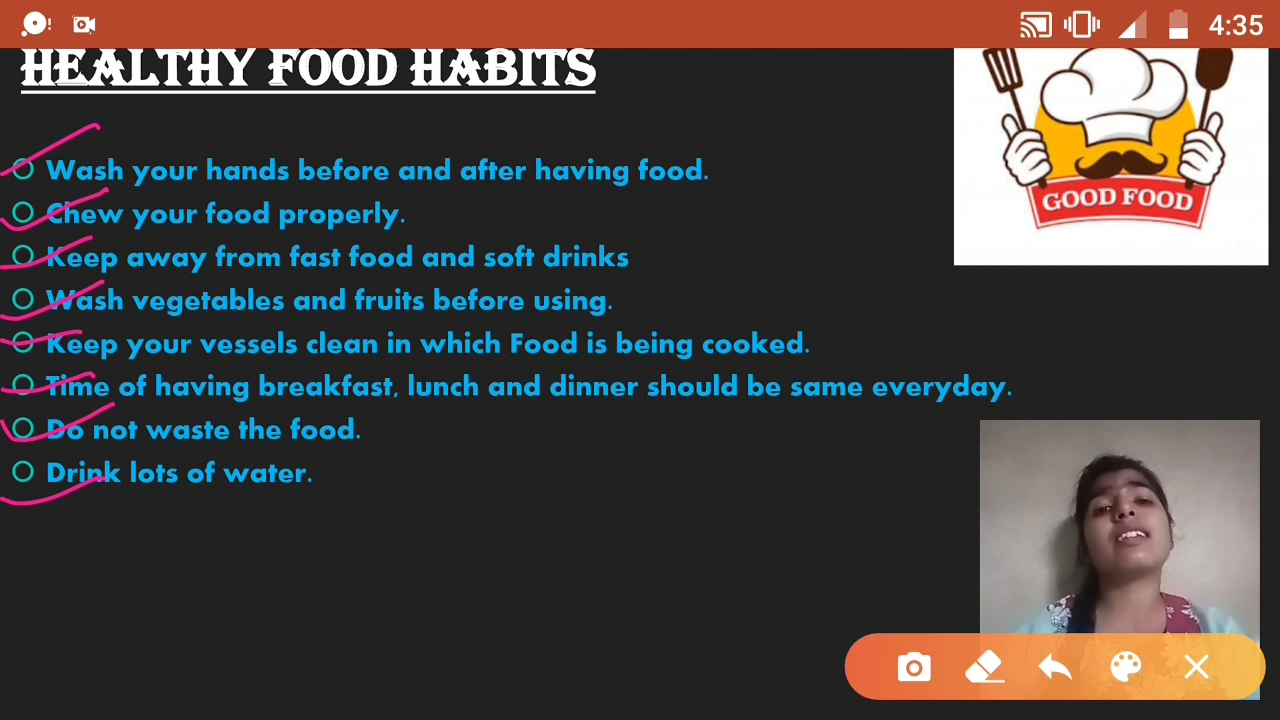 4:35
HEALTHY FOOD HABITS
Wash your hands before and after having food.
Chew your food properly.
Keep away from fast food and soft drinks
Wash vegetables and fruits before using.
Keep your vessels clean in which Food is being cooked.
Time of having breakfast, lunch and dinner should be same everyday.
Do not waste the food.
Drink lots of water.
GOOD FOOD